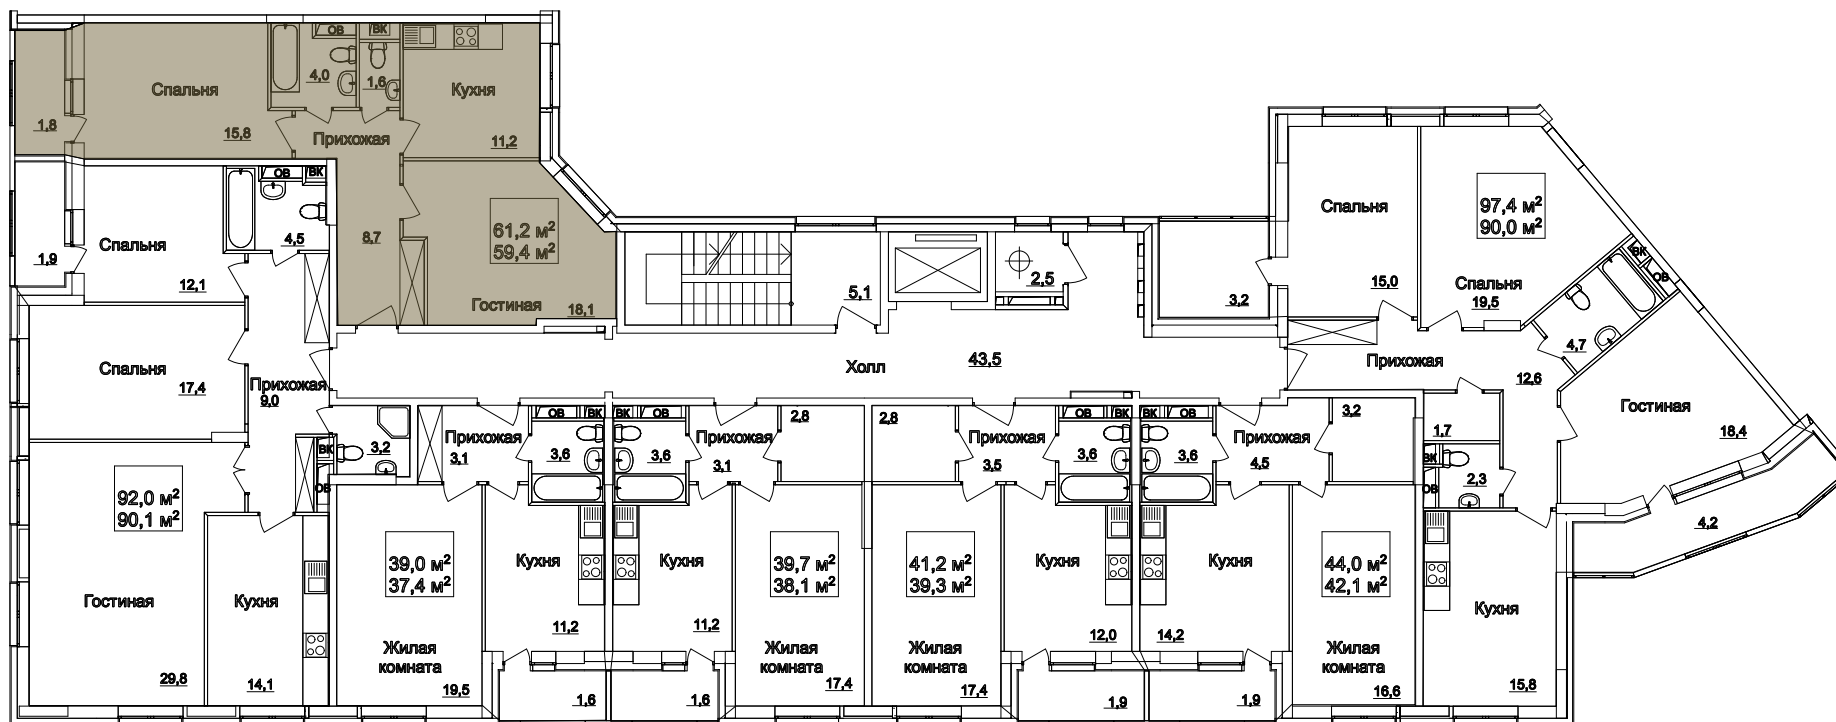 ОВ
ВК
4,0
1,6
Спальня
Кухня
1,8
15,8
Прихожая
11,2
ОВ
ВК
4,5
8,7
61,2 м²
59,4 м²
Спальня
1,9
12,1
Гостиная
18,1
5,1
2,5
3,2
Спальня
15,0
97,4 м²
90,0 м²
Спальня
19,5
ВК
ОВ
4,7
Спальня
17,4
Прихожая
9,0
Холл
43,5
Прихожая
12,6
Гостиная
18,4
3,2
ВК
ОВ
Прихожая
3,1
ОВ
ВК
3,6
ВК
ОВ
3,6
Прихожая
3,1
2,8
2,8
Прихожая
3,5
ОВ
ВК
3,6
ВК
ОВ
3,6
Прихожая
4,5
3,2
1,7
ВК
ОВ
2,3
4,2
92,0 м²
90,1 м²
39,0 м²
37,4 м²
Кухня
Кухня
39,7 м²
38,1 м²
41,2 м²
39,3 м²
Кухня
Кухня
44,0 м²
42,1 м²
Гостиная
Кухня
Кухня
11,2
11,2
12,0
14,2
Жилая
комната
Жилая
комната
Жилая
комната
Жилая
комната
29,8
14,1
19,5
17,4
17,4
16,6
15,8
1,6
1,6
1,9
1,9